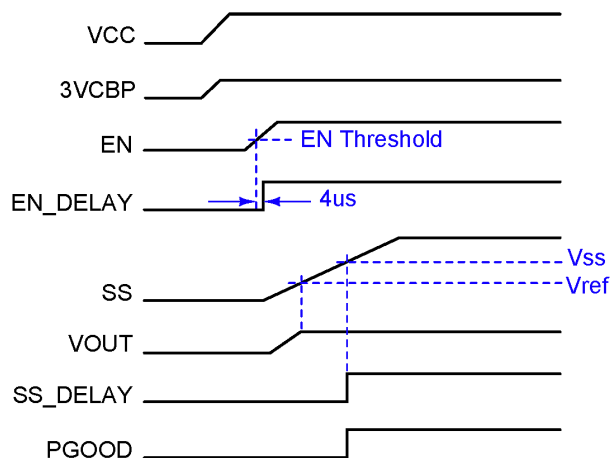 VCC
3VCBP
EN
EN Threshold
EN_DELAY
4us
SS
Vss
Vref
VOUT
SS_DELAY
PGOOD